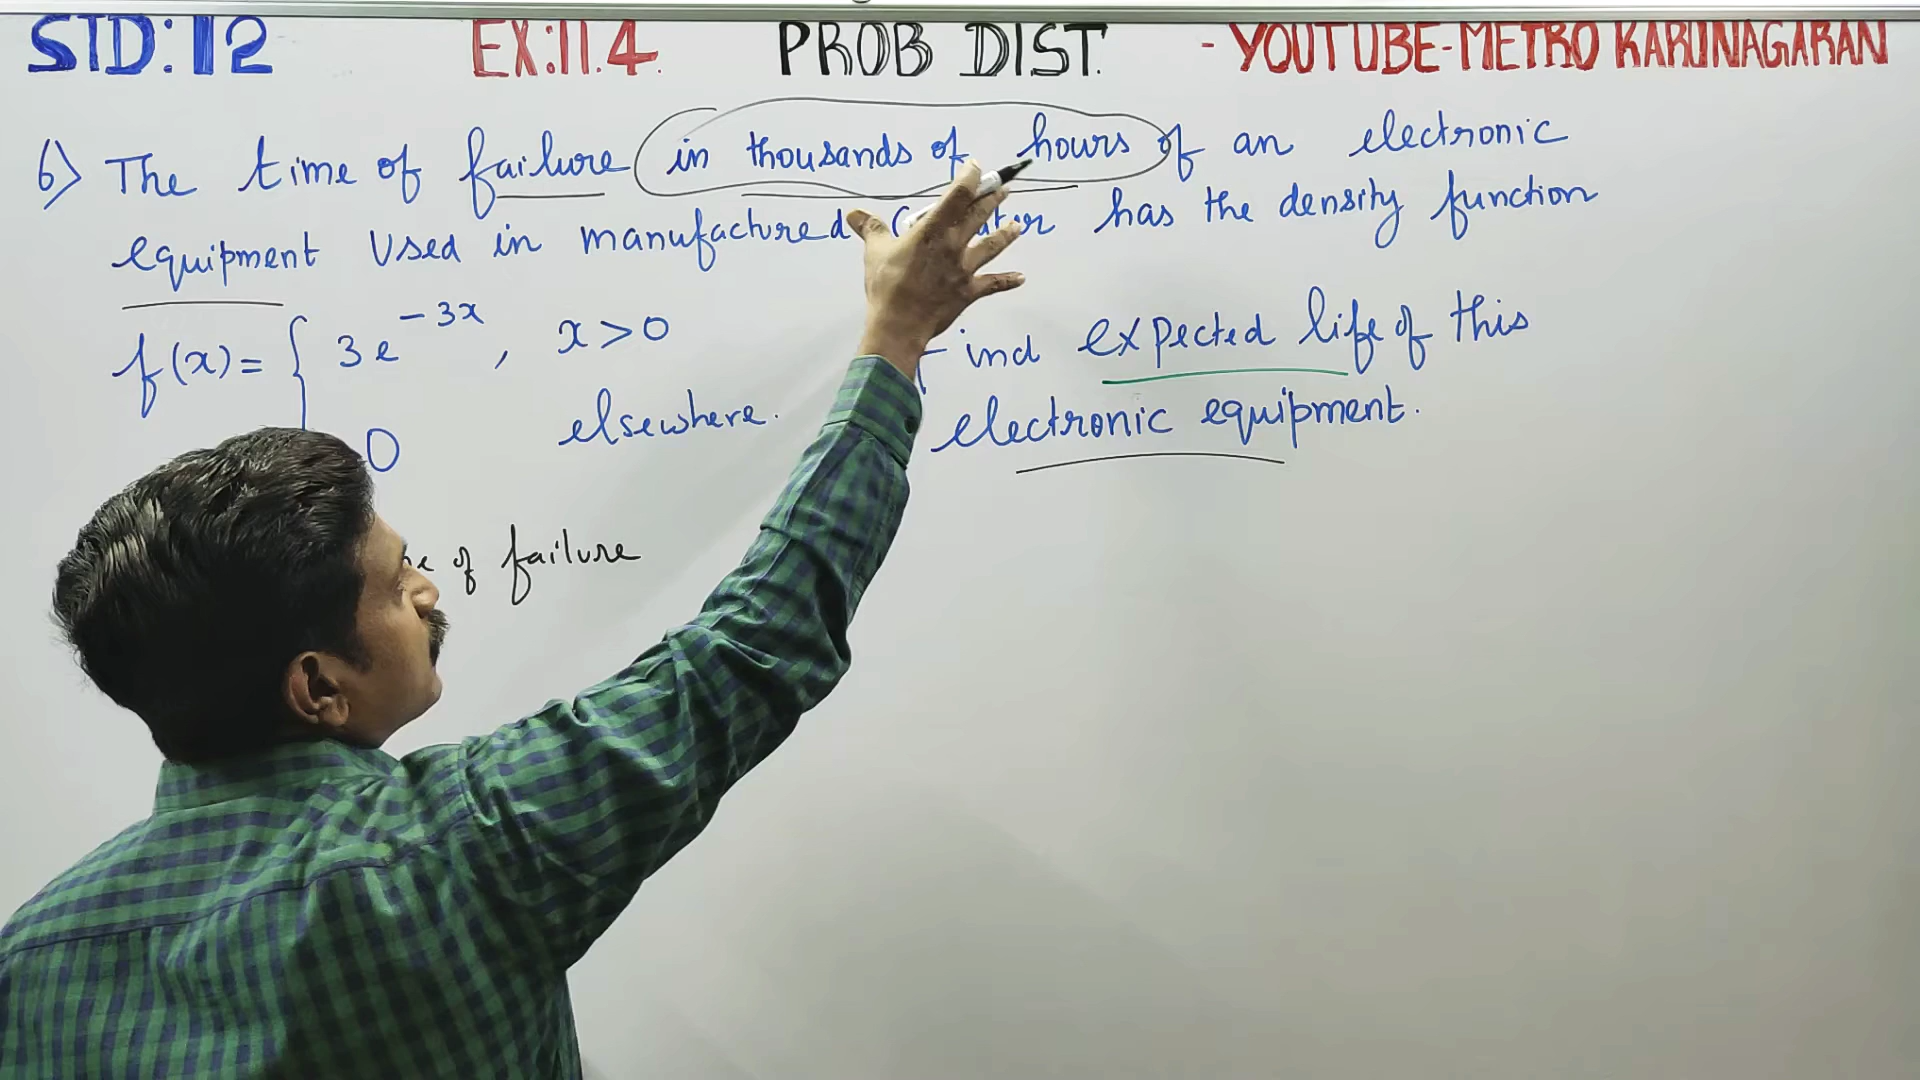 STD:12 EX:11.4. PROB DIST. - YOUTUBE-METRO KARUNAGARAN
6) The time of failure in thousands of hours of an electronic
equipment Used in manufactured has the density function
f(x) = { 3e^{-3x} , x>0
0 elsewhere.
Find expected life of this
electronic equipment.
of failure